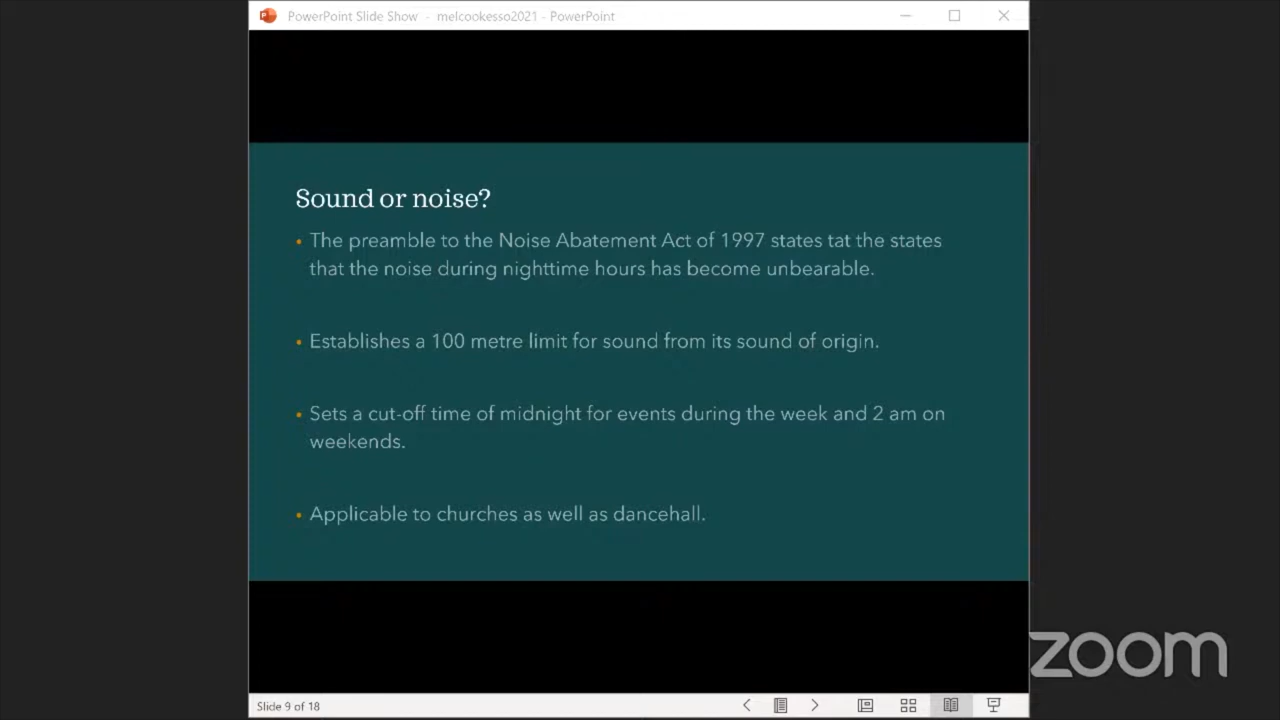 PowerPoint Slide Show - melcookesso2021 - PowerPoint
Sound or noise?
• The preamble to the Noise Abatement Act of 1997 states tat the states
that the noise during nighttime hours has become unbearable.
• Establishes a 100 metre limit for sound from its sound of origin.
• Sets a cut-off time of midnight for events during the week and 2 am on
weekends.
• Applicable to churches as well as dancehall.
zoom
Slide 9 of 18